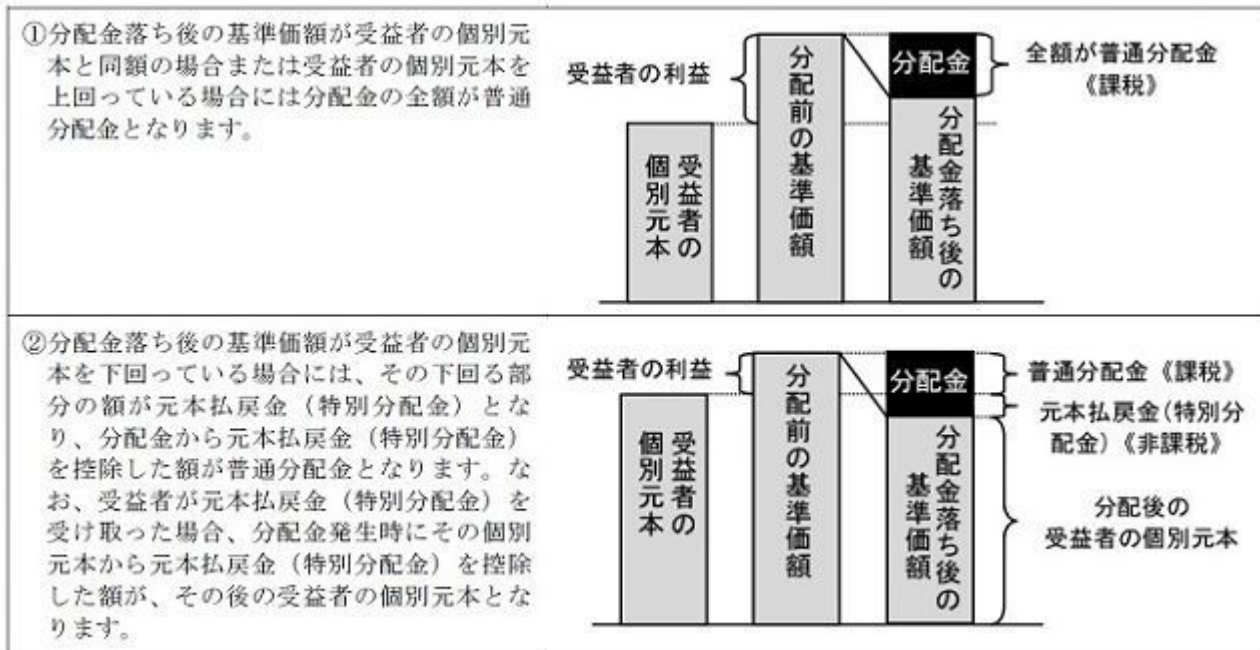 ①分配金落ち後の基準価額が受益者の個別元
本と同額の場合または受益者の個別元本を
上回っている場合には分配金の全額が普通
分配金となります。
受益者の利益
受益者の
個別元本
分配前の基準価額
分配金
分配金落ち後の
基準価額
全額が普通分配金
《課税》
②分配金落ち後の基準価額が受益者の個別元
本を下回っている場合には、その下回る部
分の額が元本払戻金（特別分配金）とな
り、分配金から元本払戻金（特別分配金）
を控除した額が普通分配金となります。な
お、受益者が元本払戻金（特別分配金）を
受け取った場合、分配金発生時にその個別
元本から元本払戻金（特別分配金）を控除
した額が、その後の受益者の個別元本とな
ります。
受益者の利益
受益者の
個別元本
分配前の基準価額
分配金
分配金落ち後の
基準価額
普通分配金《課税》
元本払戻金(特別分
配金)《非課税》
分配後の
受益者の個別元本